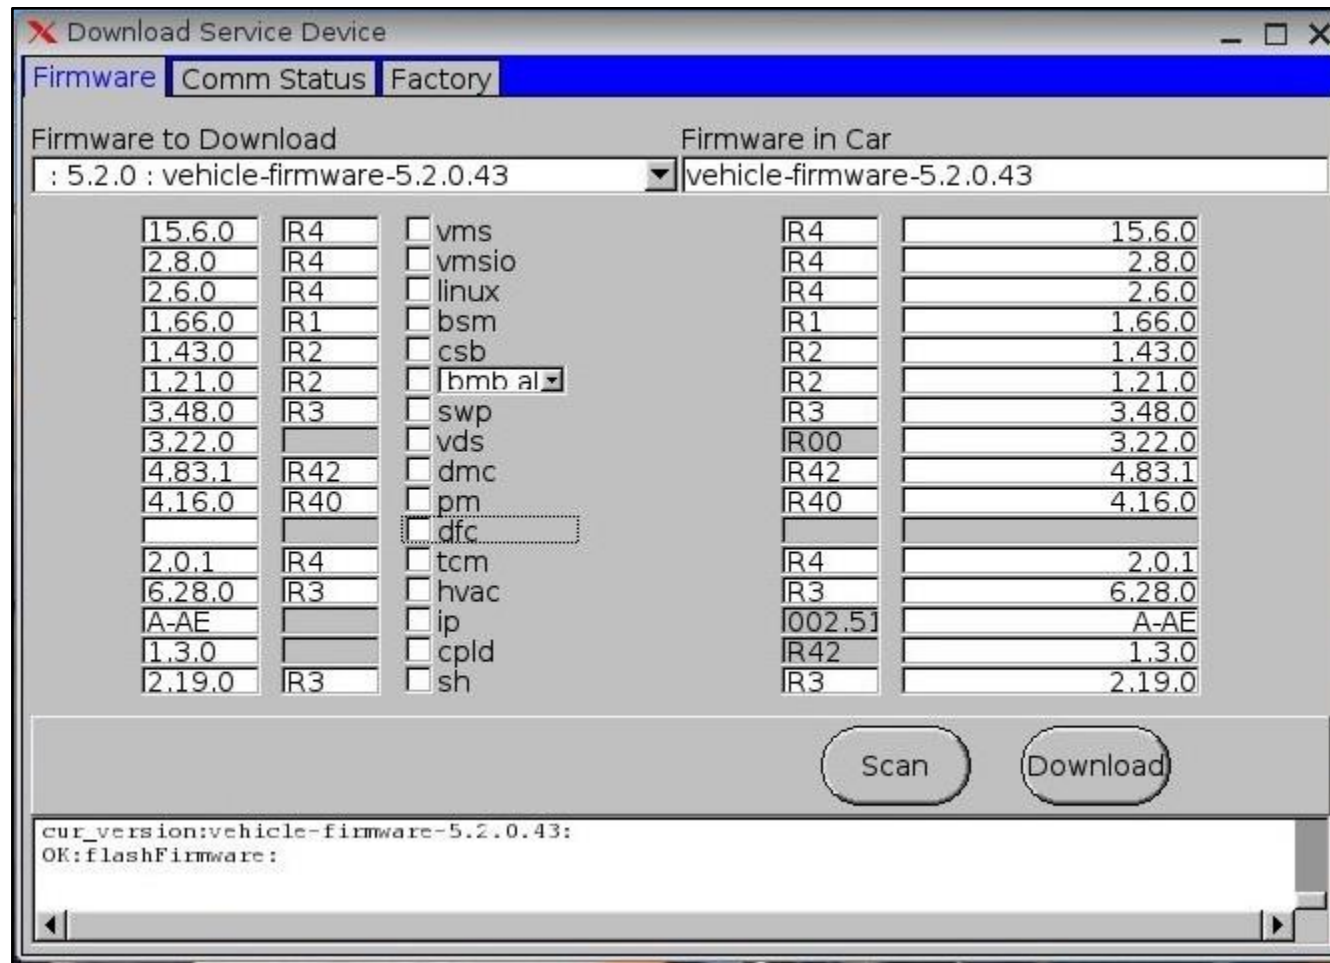 Download Service Device
Firmware Comm Status Factory
Firmware to Download Firmware in Car
: 5.2.0 : vehicle-firmware-5.2.0.43 vehicle-firmware-5.2.0.43
15.6.0 R4 vms R4 15.6.0
2.8.0 R4 vmsio R4 2.8.0
2.6.0 R4 linux R4 2.6.0
1.66.0 R1 bsm R1 1.66.0
1.43.0 R2 csb R2 1.43.0
1.21.0 R2 bmb al R2 1.21.0
3.48.0 R3 swp R3 3.48.0
3.22.0 vds R00 3.22.0
4.83.1 R42 dmc R42 4.83.1
4.16.0 R40 pm R40 4.16.0
dfc
2.0.1 R4 tcm R4 2.0.1
6.28.0 R3 hvac R3 6.28.0
A-AE ip 002.51 A-AE
1.3.0 cpld R42 1.3.0
2.19.0 R3 sh R3 2.19.0
Scan Download
cur_version:vehicle-firmware-5.2.0.43:
OK:flashFirmware: